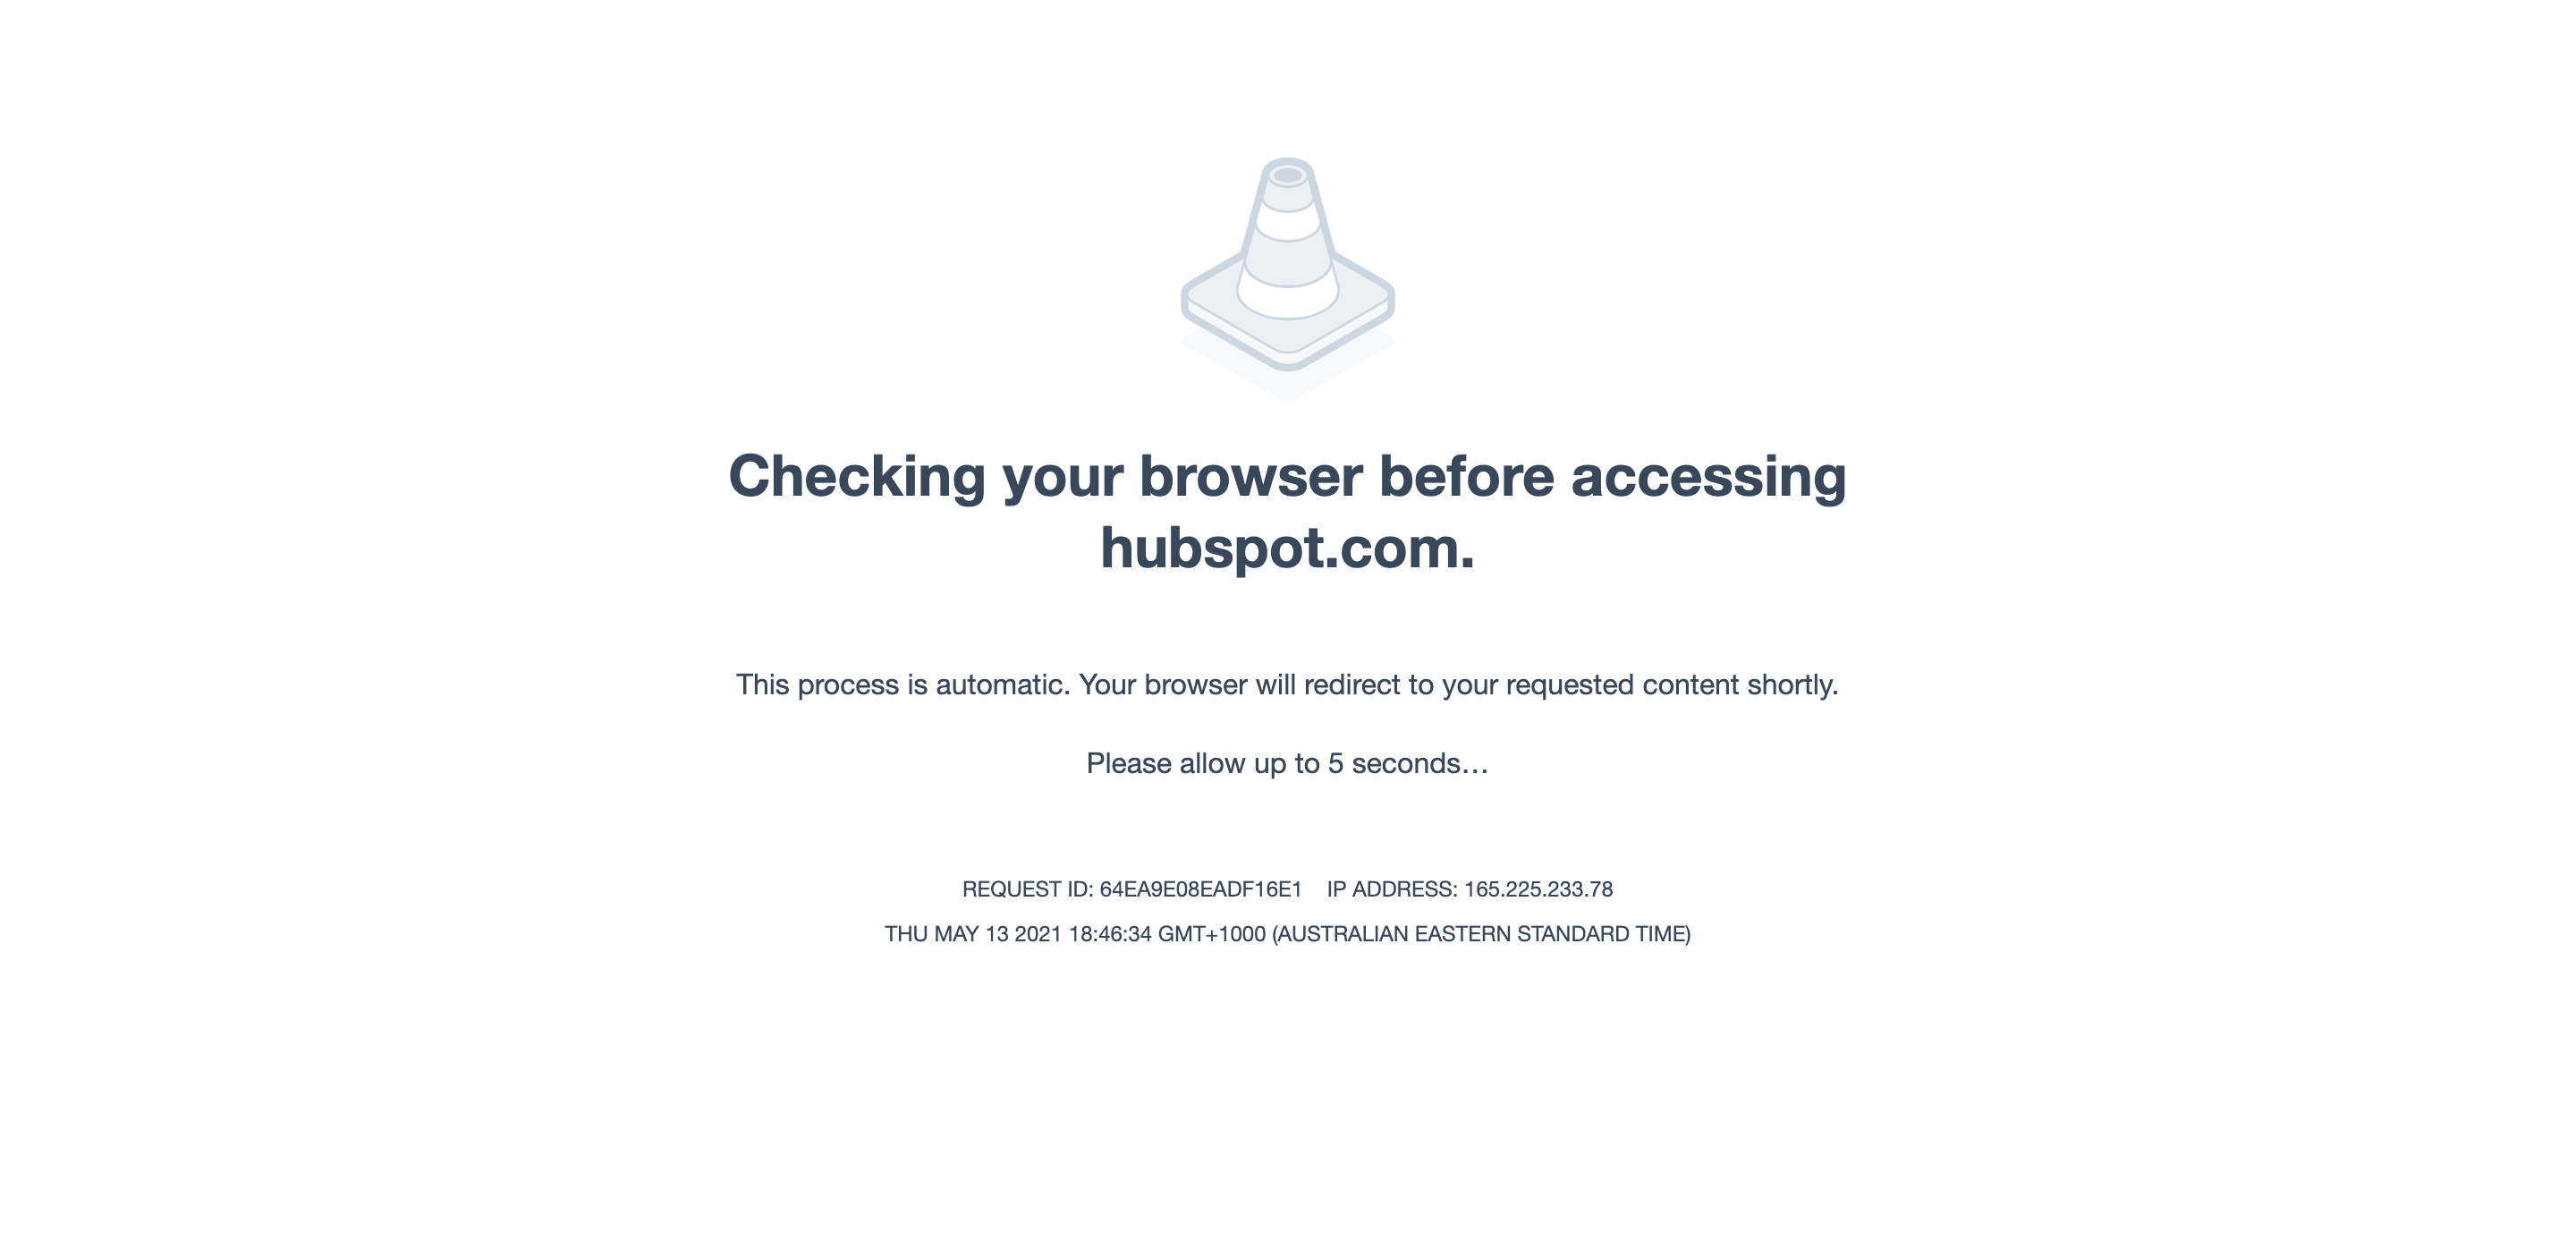 Checking your browser before accessing
hubspot.com.
This process is automatic. Your browser will redirect to your requested content shortly.
Please allow up to 5 seconds…
REQUEST ID: 64EA9E08EADF16E1 IP ADDRESS: 165.225.233.78
THU MAY 13 2021 18:46:34 GMT+1000 (AUSTRALIAN EASTERN STANDARD TIME)